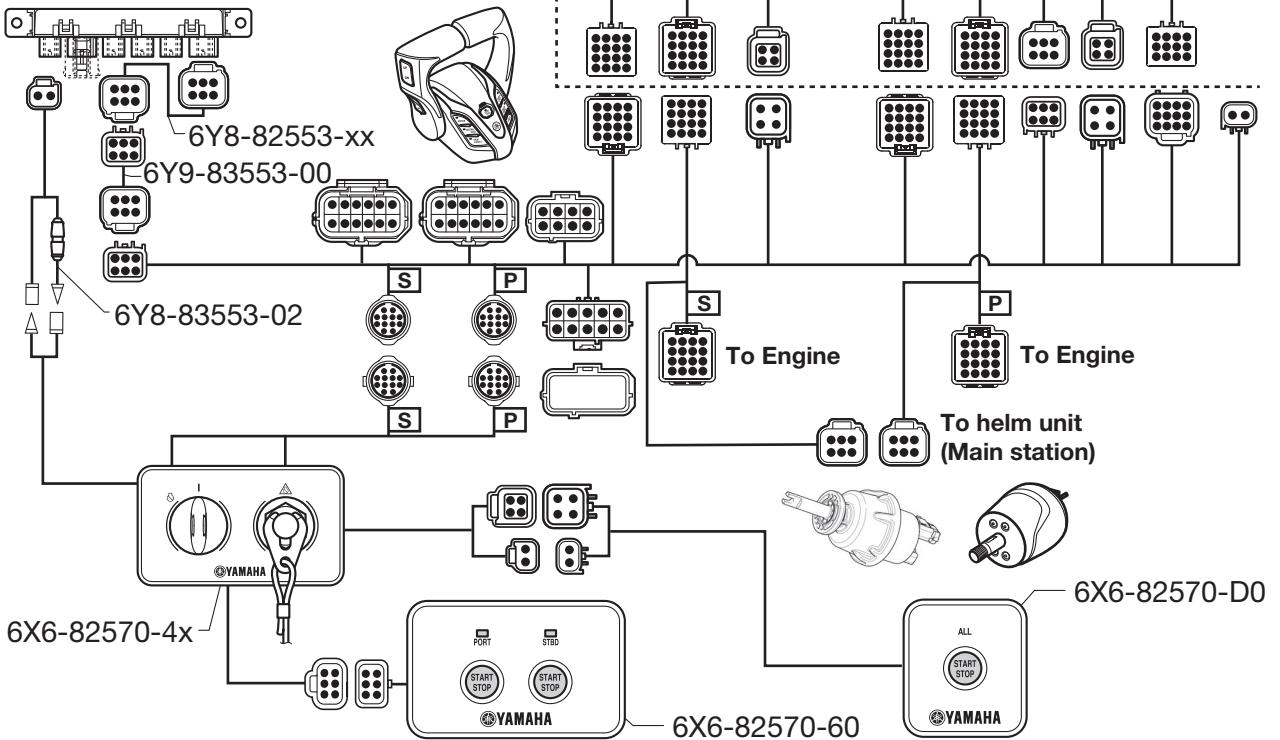 6Y8-82553-xx
6Y9-83553-00
6Y8-83553-02
S
P
S
P
S
P
To Engine
To Engine
To helm unit
(Main station)
YAMAHA
6X6-82570-4x
PORT
STBD
START
STOP
START
STOP
YAMAHA
6X6-82570-60
ALL
START
STOP
YAMAHA
6X6-82570-D0